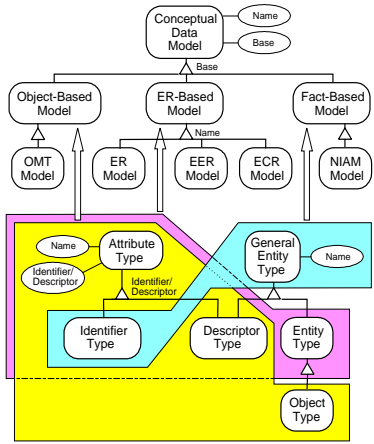 Conceptual
Data
Model
Name
Base
Base
Object-Based
Model
ER-Based
Model
Fact-Based
Model
Name
OMT
Model
ER
Model
EER
Model
ECR
Model
NIAM
Model
Name
Attribute
Type
Identifier/
Descriptor
General
Entity
Type
Name
Identifier/
Descriptor
Identifier
Type
Descriptor
Type
Entity
Type
Object
Type